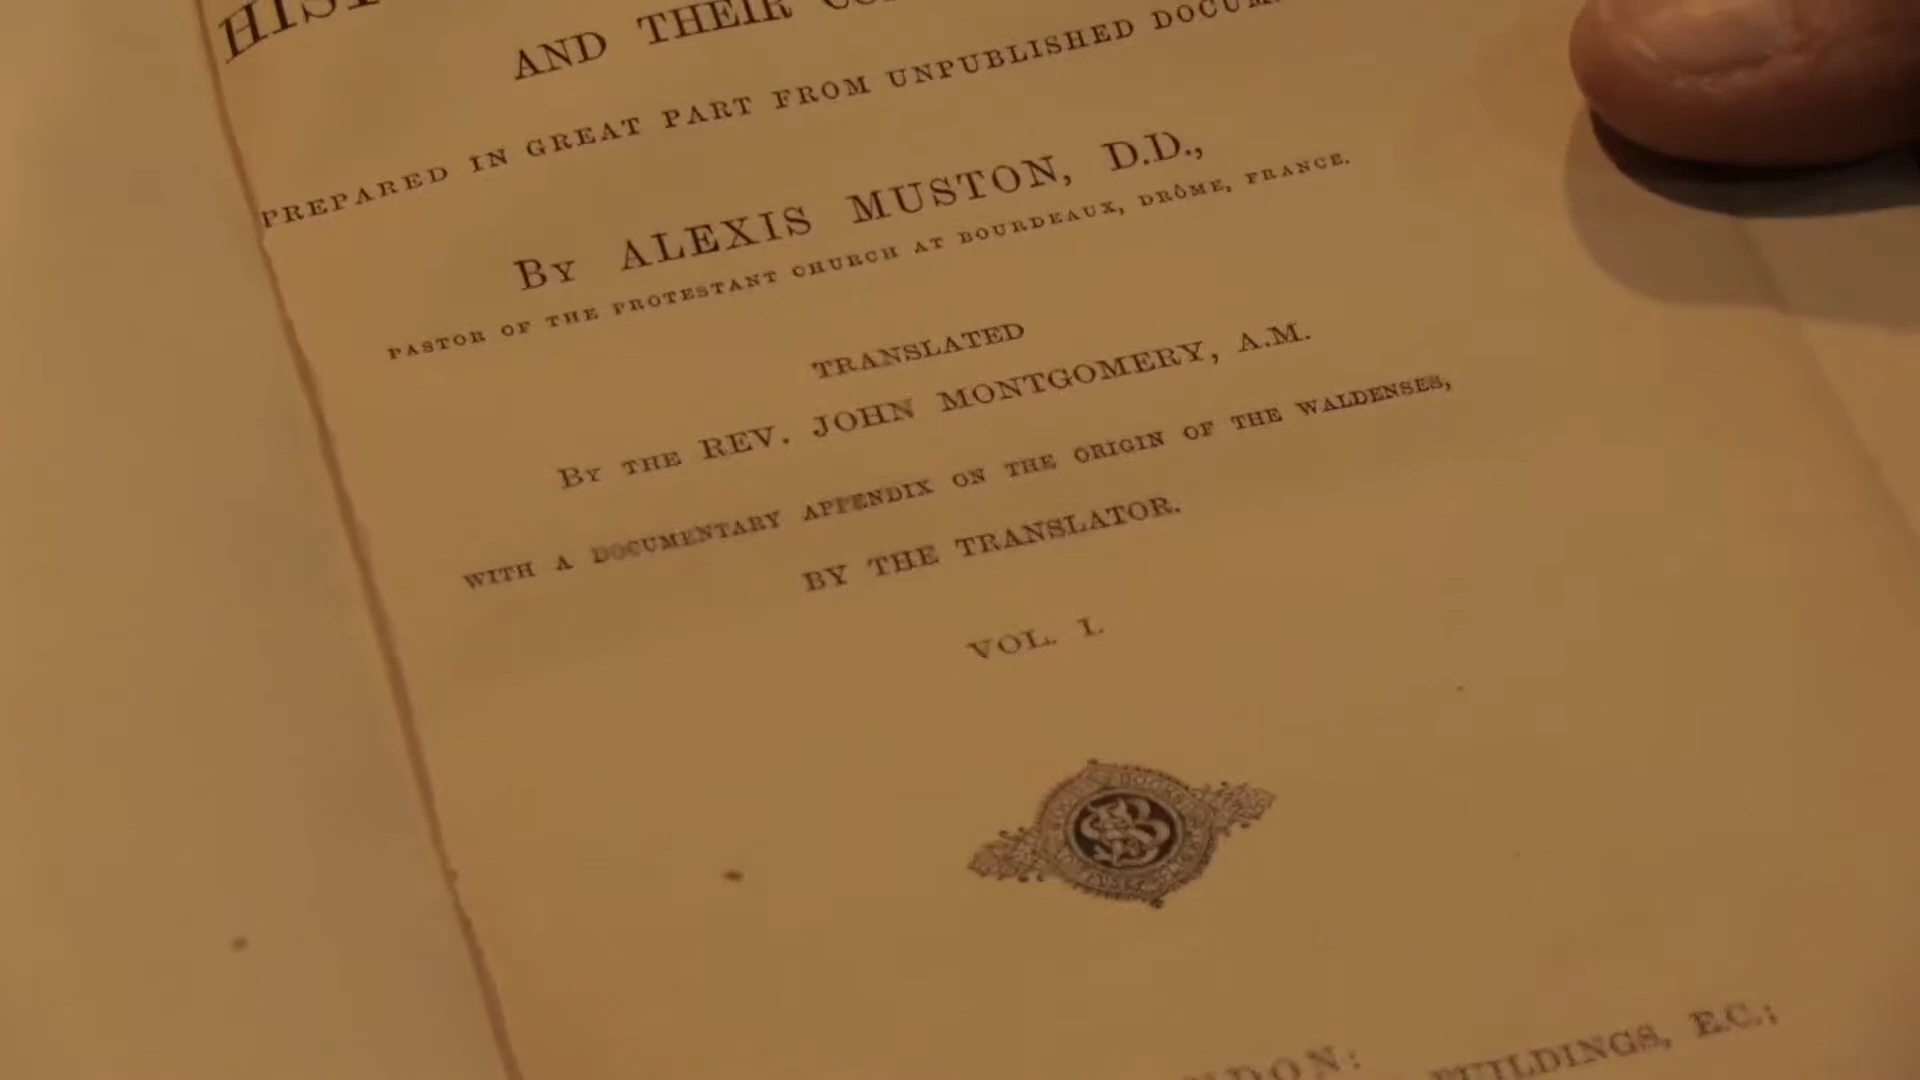 AND THEIR
PREPARED IN GREAT PART FROM UNPUBLISHED
By ALEXIS MUSTON, D.D.,
PASTOR OF THE PROTESTANT CHURCH AT BOURDEAUX, DRÔME, FRANCE.
TRANSLATED
By THE REV. JOHN MONTGOMERY, A.M.
WITH A DOCUMENTARY APPENDIX ON THE ORIGIN OF THE WALDENSES,
BY THE TRANSLATOR.
VOL. I.
BUILDINGS, E.C.;